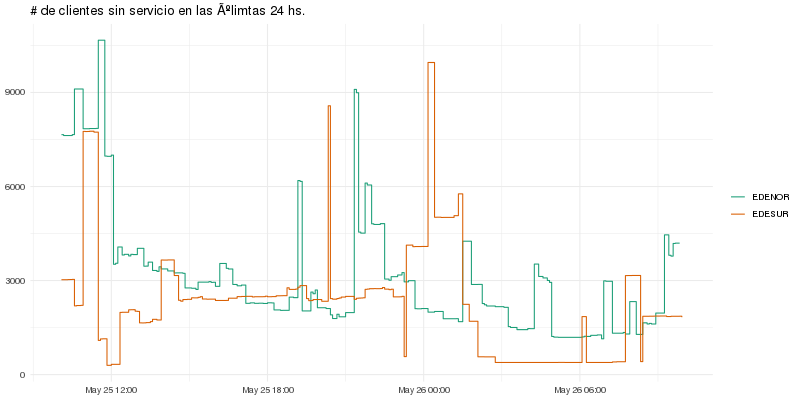 # de clientes sin servicio en las Ãºlimtas 24 hs.
9000
6000
3000
0
May 25 12:00
May 25 18:00
May 26 00:00
May 26 06:00
EDENOR
EDESUR